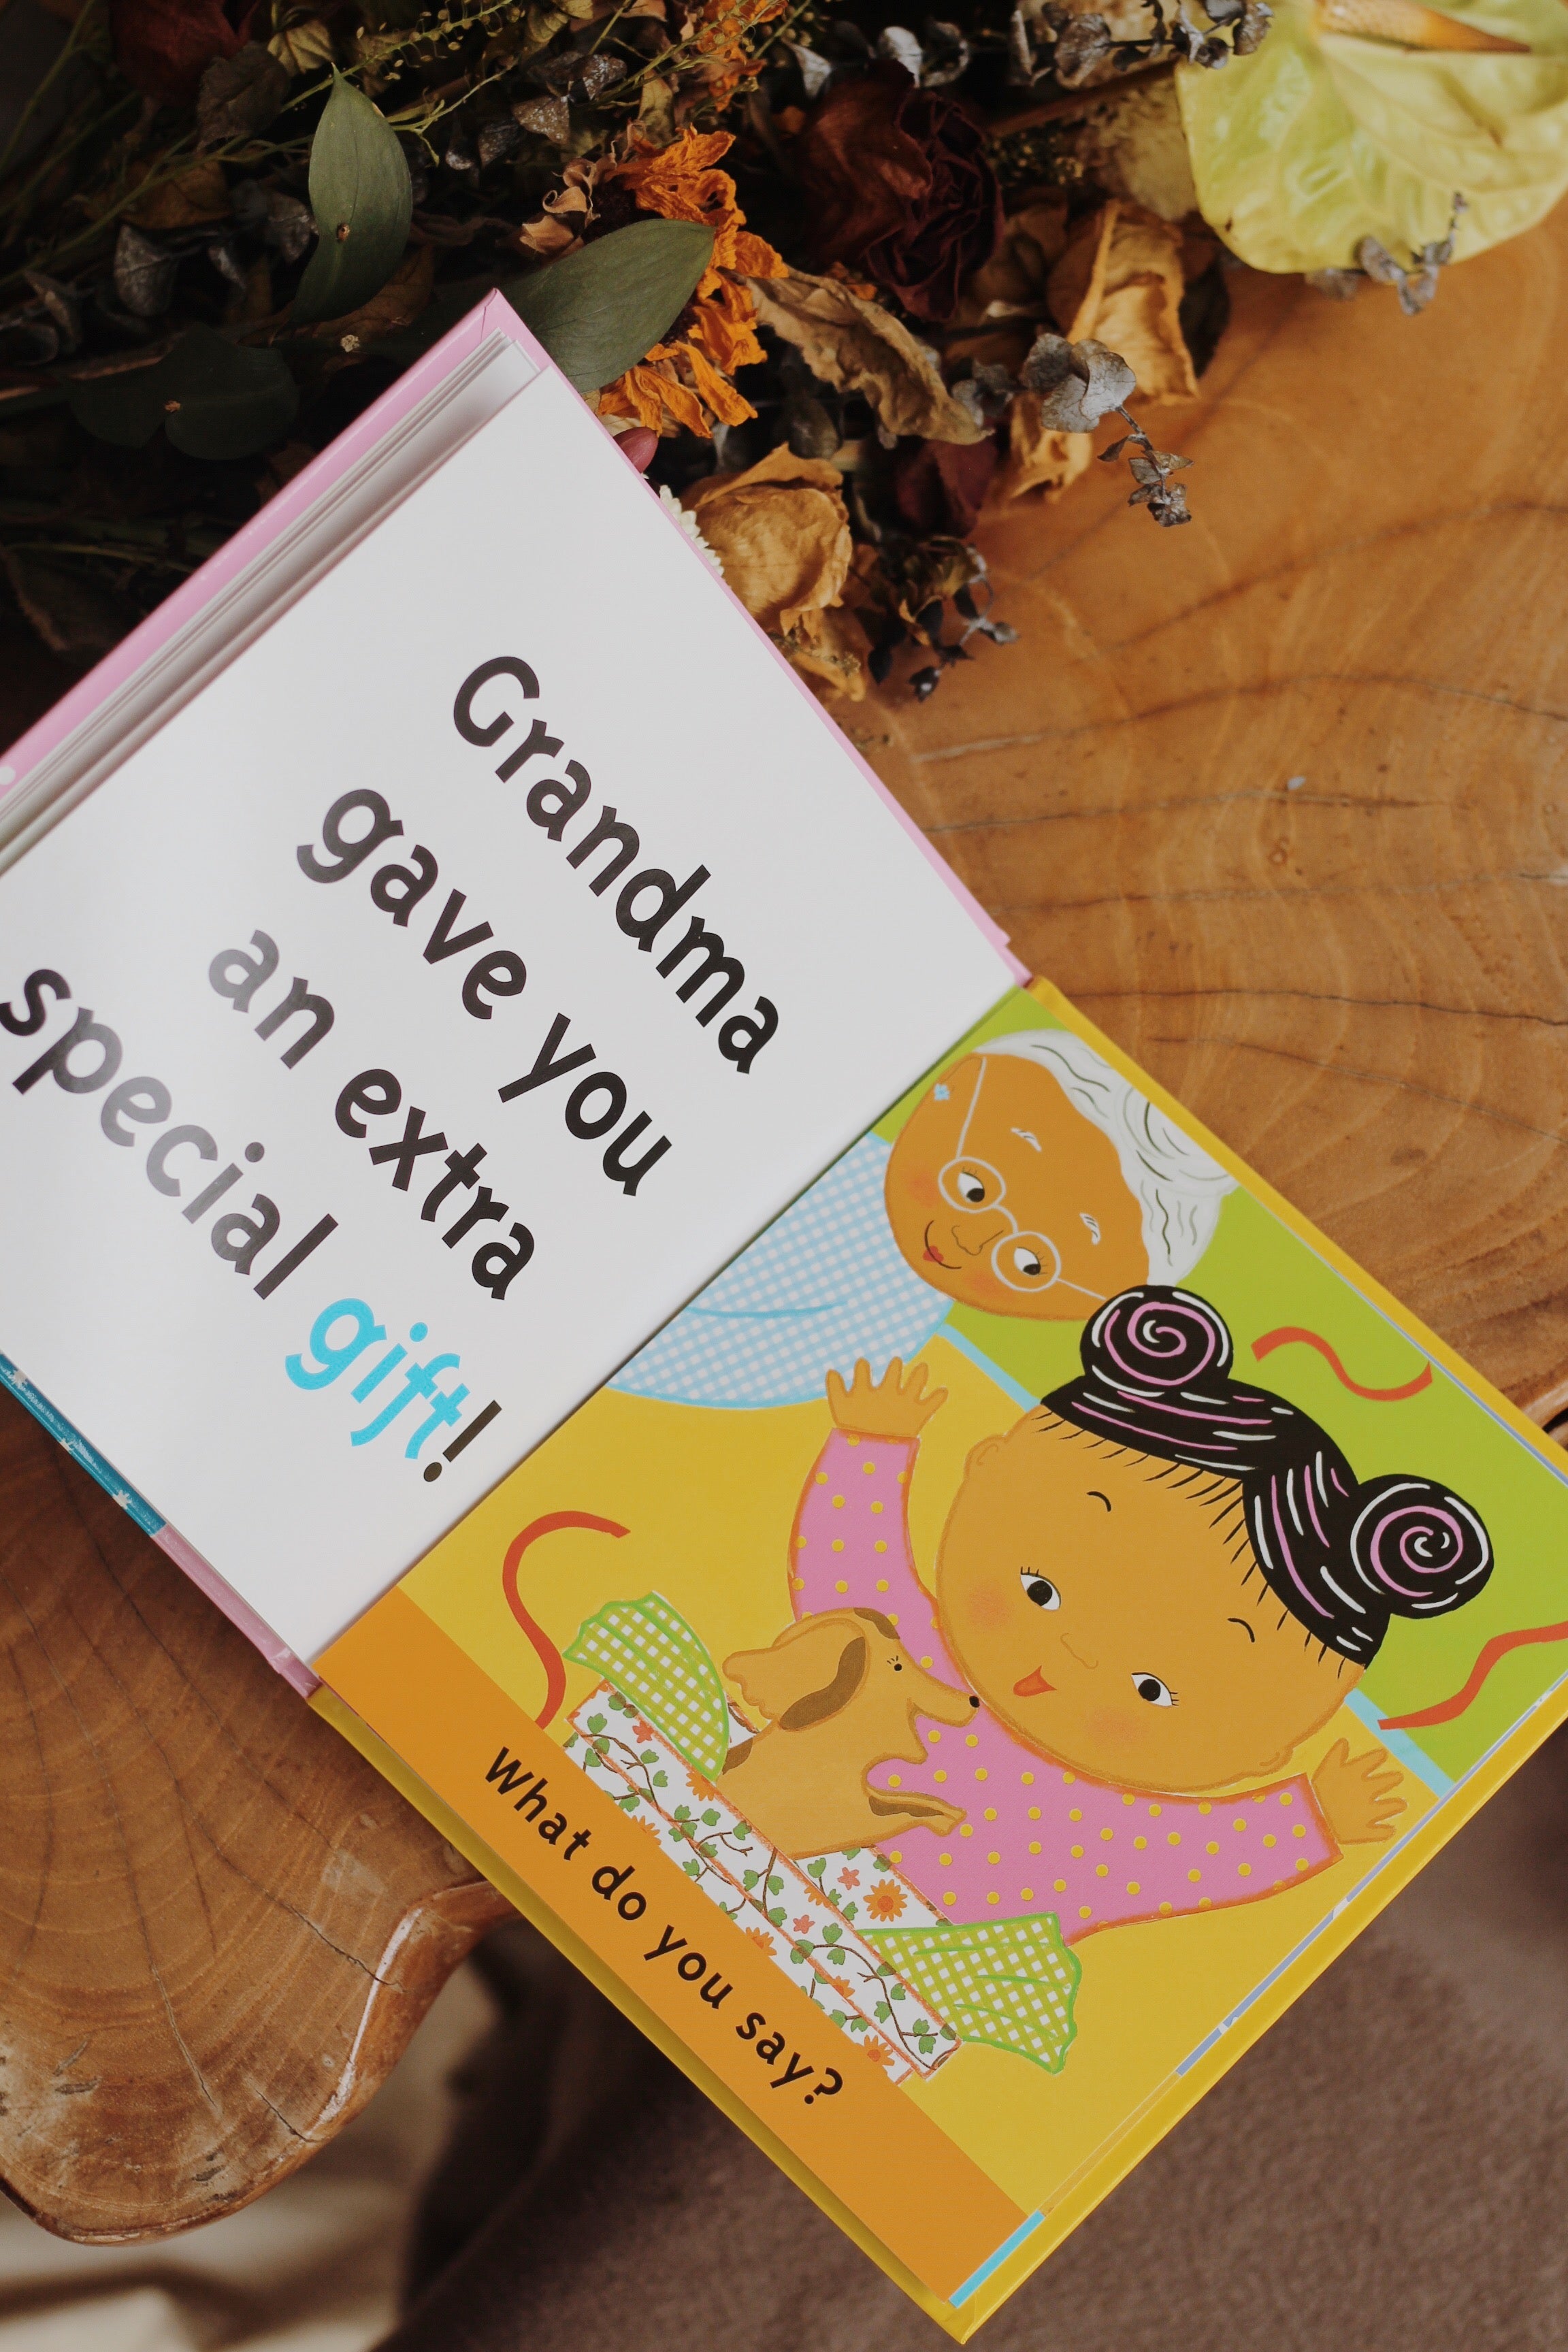 Grandma
gave you
an extra
special gift!
What do you say?